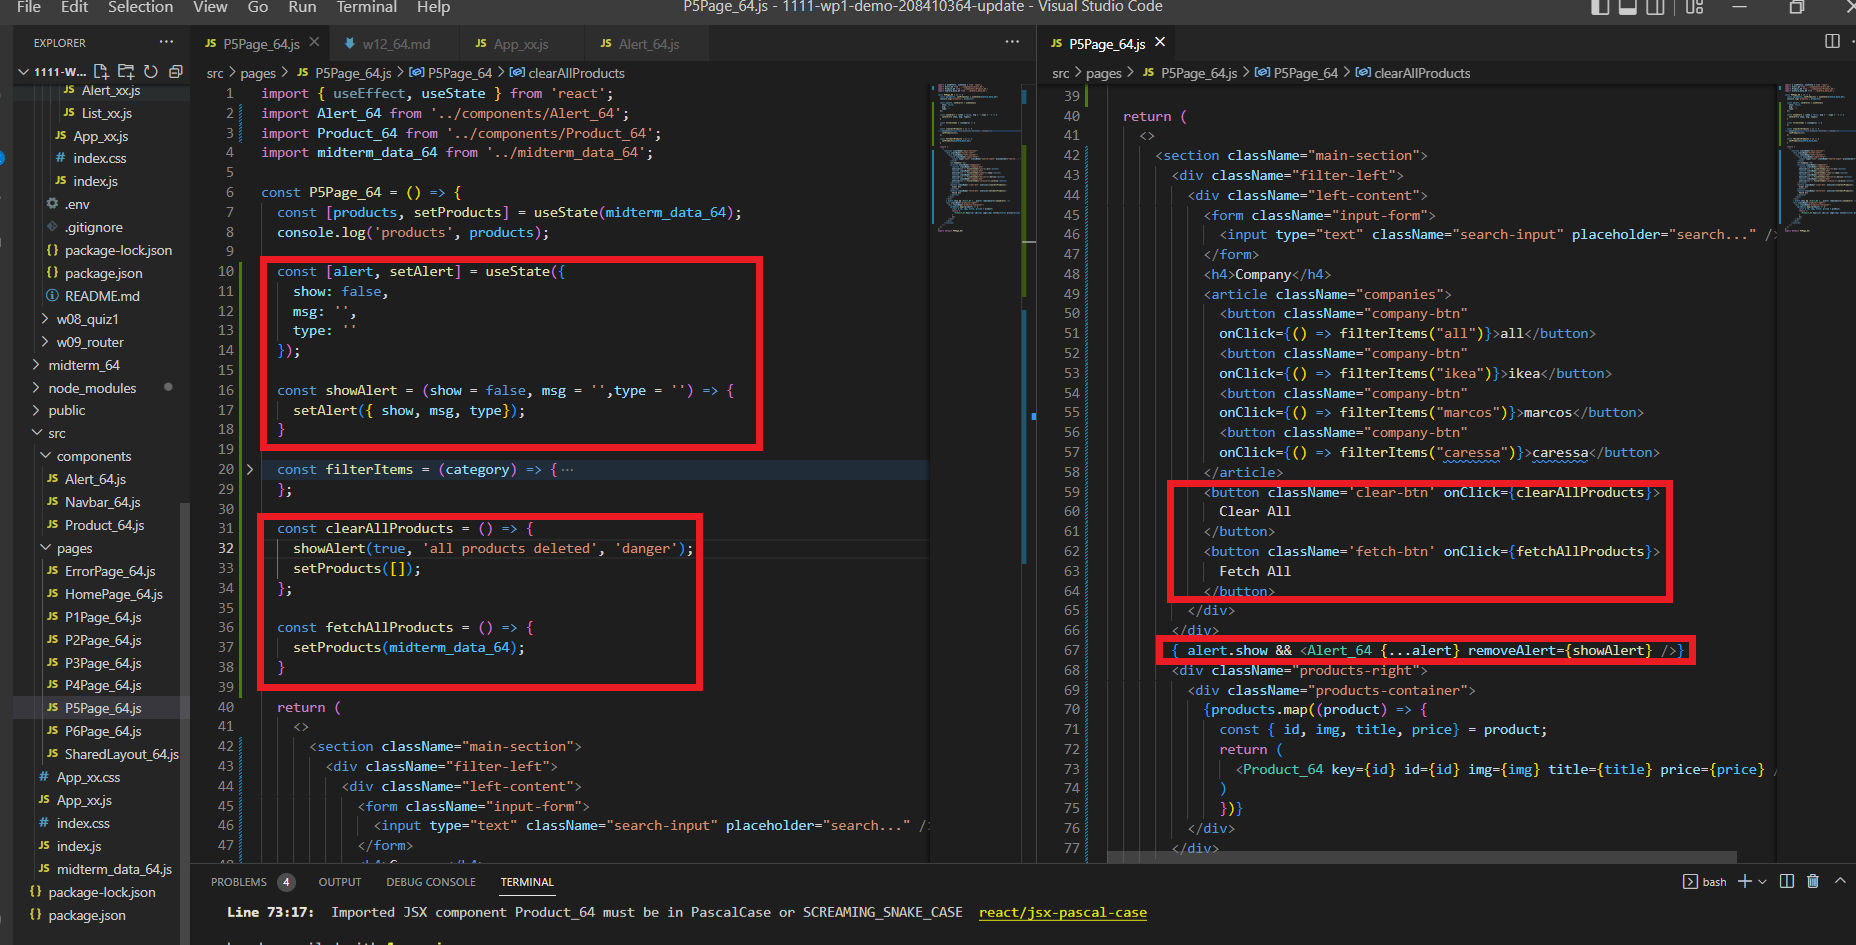 File Edit Selection View Go Run Terminal Help
P5Page_64.js - 1111-wp1-demo-208410364-update - Visual Studio Code
EXPLORER
1111-W...
Alert_xx.js
List_xx.js
App_xx.js
index.css
index.js
.env
.gitignore
package-lock.json
package.json
README.md
w08_quiz1
w09_router
midterm_64
node_modules
public
src
components
Alert_64.js
Navbar_64.js
Product_64.js
pages
ErrorPage_64.js
HomePage_64.js
P1Page_64.js
P2Page_64.js
P3Page_64.js
P4Page_64.js
P5Page_64.js
P6Page_64.js
SharedLayout_64.js
App_xx.css
App_xx.js
index.css
index.js
midterm_data_64.js
package-lock.json
package.json
P5Page_64.js w12_64.md App_xx.js Alert_64.js
src > pages > P5Page_64.js > P5Page_64 > clearAllProducts
1 import { useEffect, useState } from 'react';
2 import Alert_64 from '../components/Alert_64';
3 import Product_64 from '../components/Product_64';
4 import midterm_data_64 from '../midterm_data_64';
5
6 const P5Page_64 = () => {
7 const [products, setProducts] = useState(midterm_data_64);
8 console.log('products', products);
9
10 const [alert, setAlert] = useState({
11 show: false,
12 msg: '',
13 type: ''
14 });
15
16 const showAlert = (show = false, msg = '',type = '') => {
17 setAlert({ show, msg, type});
18 }
19
20 const filterItems = (category) => { ...
29 };
30
31 const clearAllProducts = () => {
32 showAlert(true, 'all products deleted', 'danger');
33 setProducts([]);
34 };
35
36 const fetchAllProducts = () => {
37 setProducts(midterm_data_64);
38 }
39
40 return (
41 <>
42 <section className="main-section">
43 <div className="filter-left">
44 <div className="left-content">
45 <form className="input-form">
46 <input type="text" className="search-input" placeholder="search..." /
47 </form>
P5Page_64.js
src > pages > P5Page_64.js > P5Page_64 > clearAllProducts
39
40 return (
41 <>
42 <section className="main-section">
43 <div className="filter-left">
44 <div className="left-content">
45 <form className="input-form">
46 <input type="text" className="search-input" placeholder="search..." />
47 </form>
48 <h4>Company</h4>
49 <article className="companies">
50 <button className="company-btn"
51 onClick={() => filterItems("all")}>all</button>
52 <button className="company-btn"
53 onClick={() => filterItems("ikea")}>ikea</button>
54 <button className="company-btn"
55 onClick={() => filterItems("marcos")}>marcos</button>
56 <button className="company-btn"
57 onClick={() => filterItems("caressa")}>caressa</button>
58 </article>
59 <button className='clear-btn' onClick={clearAllProducts}>
60 Clear All
61 </button>
62 <button className='fetch-btn' onClick={fetchAllProducts}>
63 Fetch All
64 </button>
65 </div>
66 </div>
67 { alert.show && <Alert_64 {...alert} removeAlert={showAlert} />}
68 <div className="products-right">
69 <div className="products-container">
70 {products.map((product) => {
71 const { id, img, title, price} = product;
72 return (
73 <Product_64 key={id} id={id} img={img} title={title} price={price} /
74 )
75 })}
76 </div>
77 </div>
PROBLEMS 4 OUTPUT DEBUG CONSOLE TERMINAL
bash
Line 73:17: Imported JSX component Product_64 must be in PascalCase or SCREAMING_SNAKE_CASE react/jsx-pascal-case